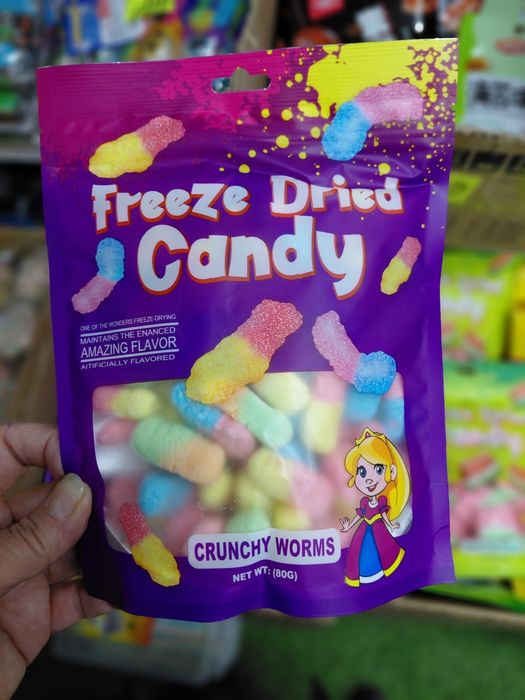 Freeze Dried
Candy
ONE OF THE WONDERS FREEZE-DRYING
MAINTAINS THE ENANCED
AMAZING FLAVOR
AITIFICIALLY FLAVORED
CRUNCHY WORMS
NET WT: (80G)